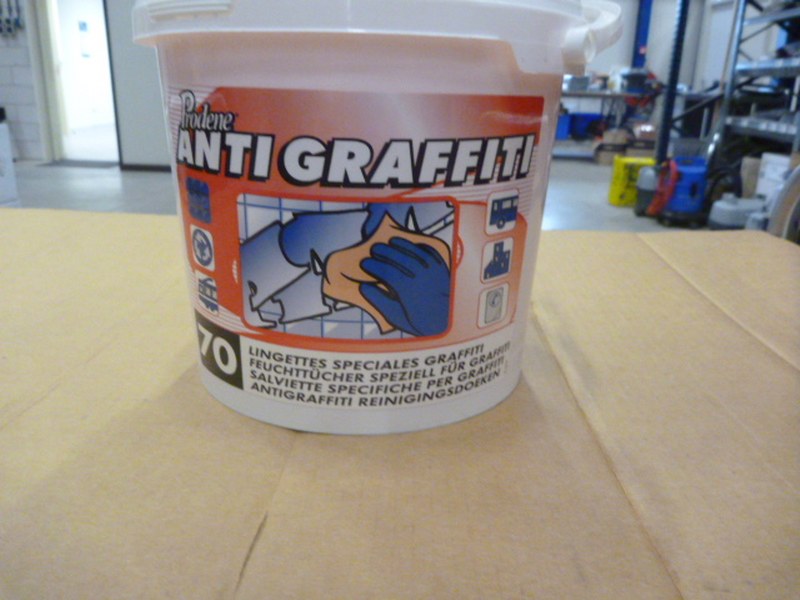 Prodene
ANTI GRAFFITI
70
LINGETTES SPECIALES GRAFFITI
FEUCHTTÜCHER SPEZIELL FÜR GRAFFITI
SALVIETTE SPECIFICHE PER GRAFFITI
ANTIGRAFFITI REINIGINGSDOEKEN